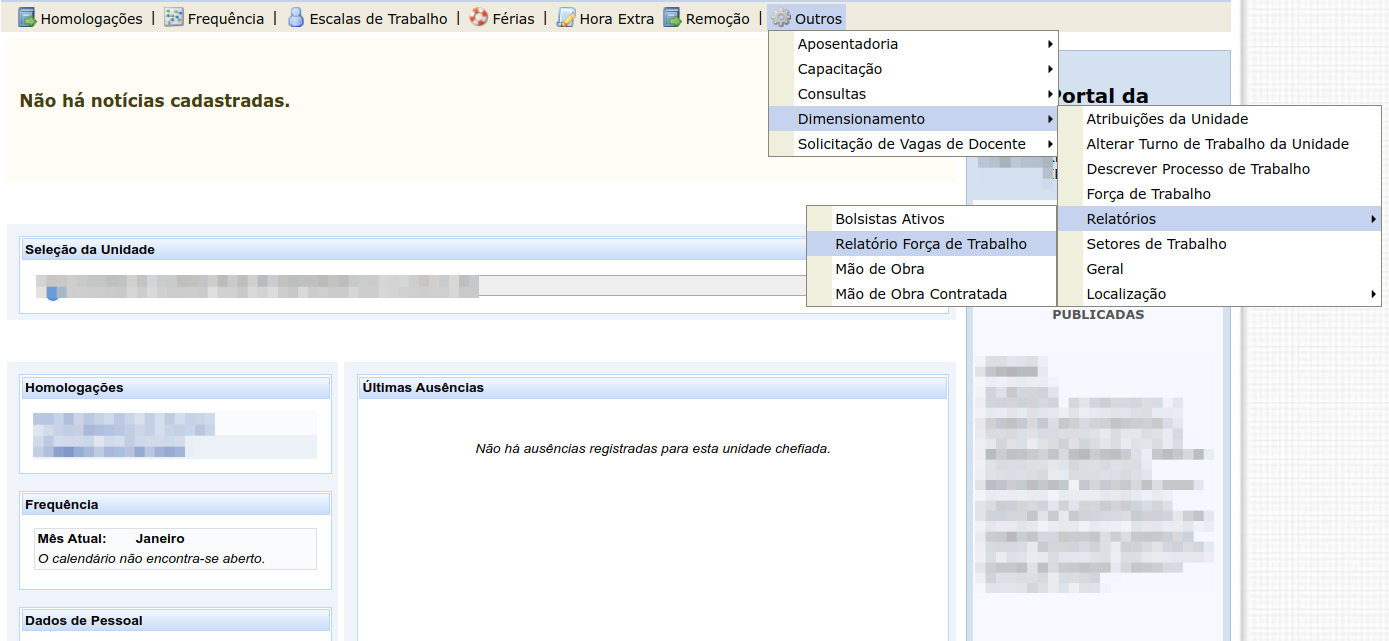 Homologações | Frequência | Escalas de Trabalho | Férias | Hora Extra Remoção | Outros
Aposentadoria
Capacitação
Consultas
Dimensionamento
Solicitação de Vagas de Docente
Atribuições da Unidade
Alterar Turno de Trabalho da Unidade
Descrever Processo de Trabalho
Força de Trabalho
Relatórios
Setores de Trabalho
Geral
Localização
Bolsistas Ativos
Relatório Força de Trabalho
Mão de Obra
Mão de Obra Contratada
Não há notícias cadastradas.
Portal da
Seleção da Unidade
PUBLICADAS
Homologações
Últimas Ausências
Não há ausências registradas para esta unidade chefiada.
Frequência
Mês Atual: Janeiro
O calendário não encontra-se aberto.
Dados de Pessoal